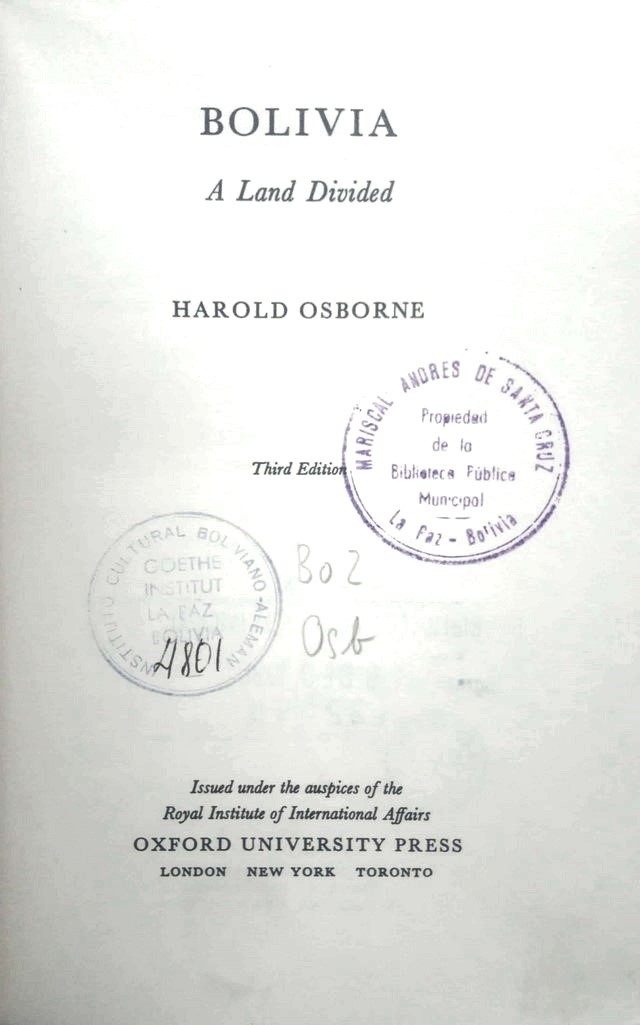 BOLIVIA
A Land Divided
HAROLD OSBORNE
Third Edition
MARISCAL ANDRES DE SANTA CRUZ
Propiedad
de la
Biblioteca Pública
Municipal
La Paz - Bolivia
INSTITUTO CULTURAL BOLIVIANO-ALEMAN
GOETHE
INSTITUT
LA PAZ
BOLIVIA
4801
Bo 2
Osb
Issued under the auspices of the
Royal Institute of International Affairs
OXFORD UNIVERSITY PRESS
LONDON NEW YORK TORONTO